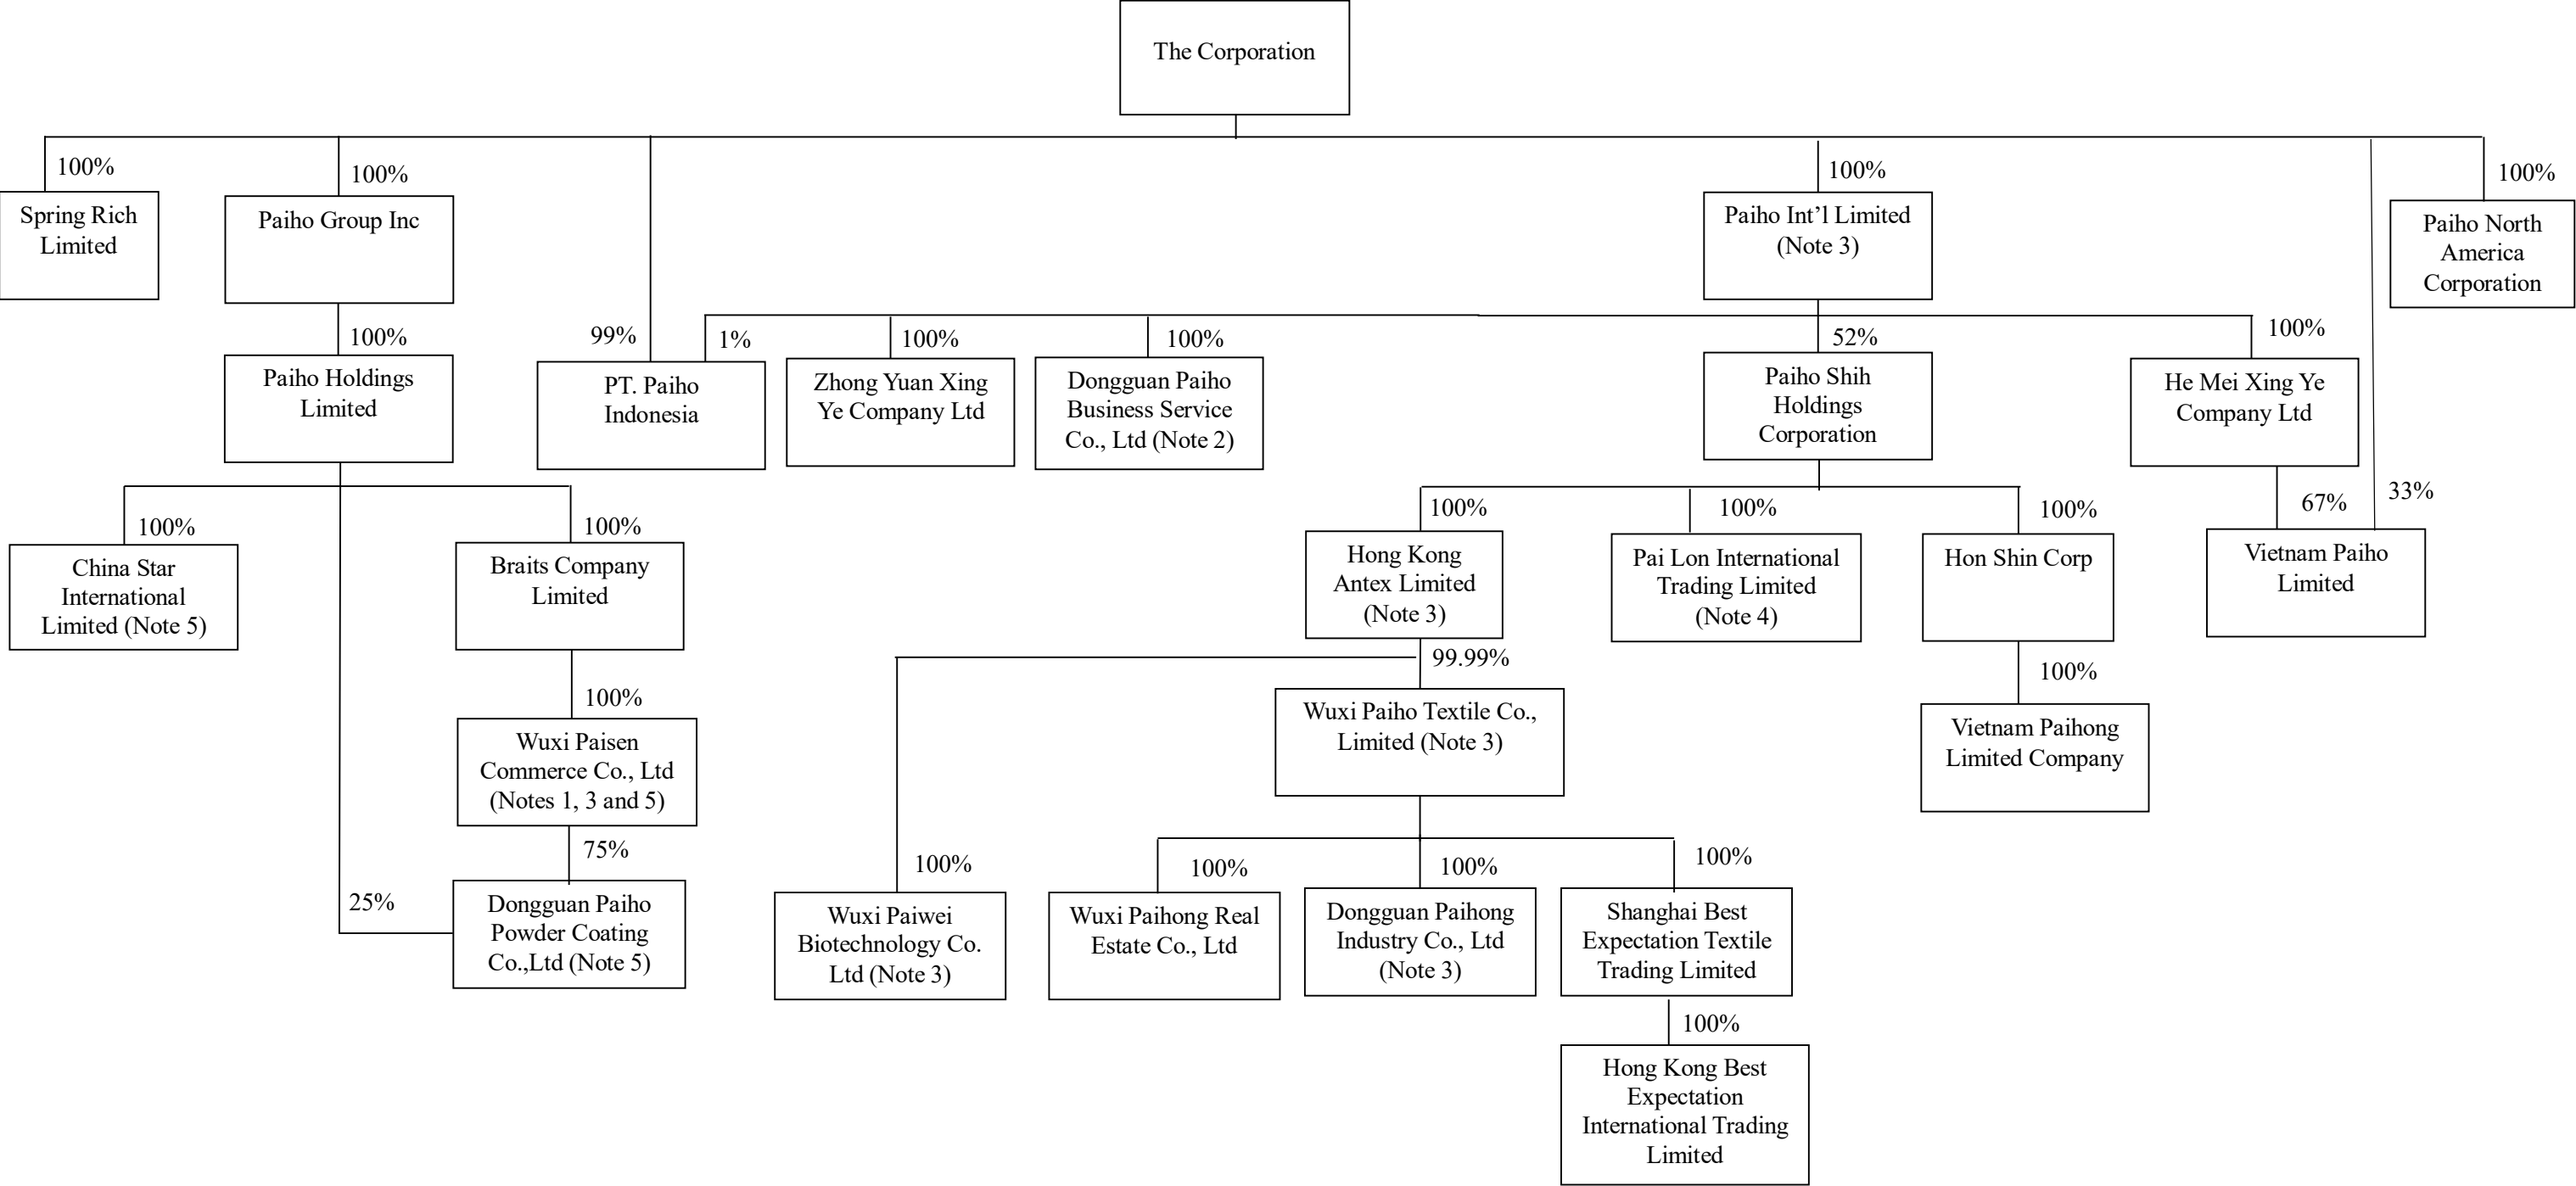 The Corporation
100%
100%
100%
100%
Spring Rich
Limited
Paiho Group Inc
Paiho Int’l Limited
(Note 3)
Paiho North
America
Corporation
100%
99%
1%
100%
100%
52%
100%
Paiho Holdings
Limited
PT. Paiho
Indonesia
Zhong Yuan Xing
Ye Company Ltd
Dongguan Paiho
Business Service
Co., Ltd (Note 2)
Paiho Shih
Holdings
Corporation
He Mei Xing Ye
Company Ltd
100%
100%
100%
100%
100%
67%
33%
China Star
International
Limited (Note 5)
Braits Company
Limited
Hong Kong
Antex Limited
(Note 3)
Pai Lon International
Trading Limited
(Note 4)
Hon Shin Corp
Vietnam Paiho
Limited
100%
99.99%
100%
Wuxi Paisen
Commerce Co., Ltd
(Notes 1, 3 and 5)
Wuxi Paiho Textile Co.,
Limited (Note 3)
Vietnam Paihong
Limited Company
75%
25%
100%
100%
100%
100%
Dongguan Paiho
Powder Coating
Co.,Ltd (Note 5)
Wuxi Paiwei
Biotechnology Co.
Ltd (Note 3)
Wuxi Paihong Real
Estate Co., Ltd
Dongguan Paihong
Industry Co., Ltd
(Note 3)
Shanghai Best
Expectation Textile
Trading Limited
100%
Hong Kong Best
Expectation
International Trading
Limited